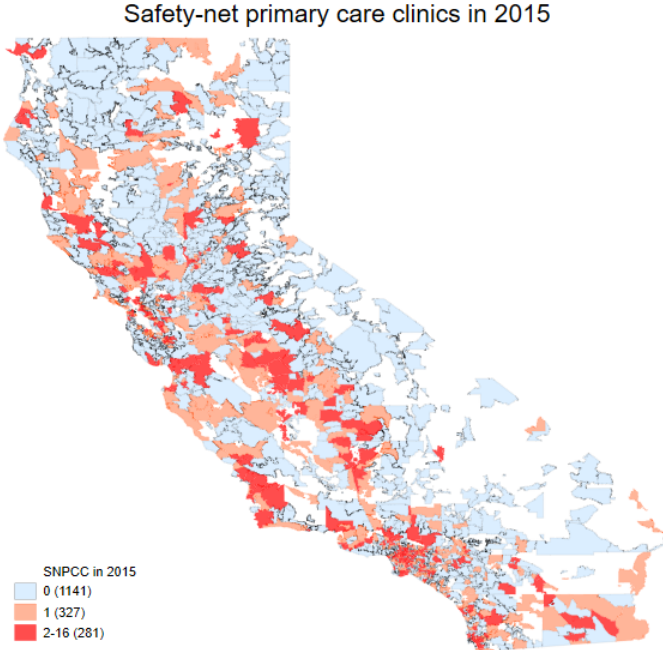 Safety-net primary care clinics in 2015
SNPCC in 2015
0 (1141)
1 (327)
2-16 (281)